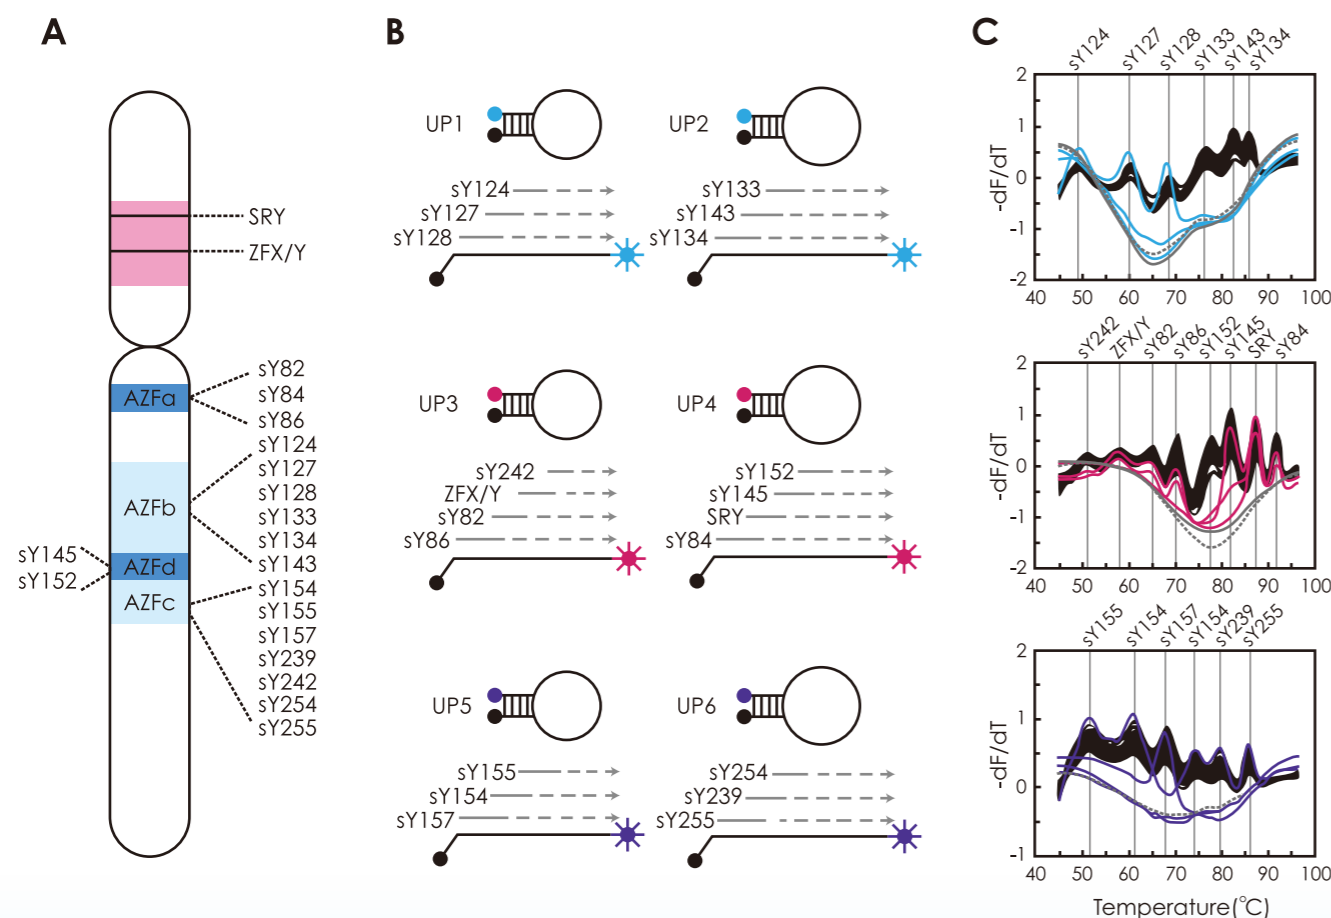 A
SRY
ZFX/Y
AZFa
AZFb
AZFd
AZFc
sY82
sY84
sY86
sY124
sY127
sY128
sY133
sY134
sY143
sY154
sY155
sY157
sY239
sY242
sY254
sY255
sY145
sY152
B
UP1
sY124
sY127
sY128
UP2
sY133
sY143
sY134
UP3
sY242
ZFX/Y
sY82
sY86
UP4
sY152
sY145
SRY
sY84
UP5
sY155
sY154
sY157
UP6
sY254
sY239
sY255
C
sY124 sY127 sY128 sY133 sY143 sY134
2
1
0
-1
-2
-dF/dT
40 50 60 70 80 90 100
sY242 ZFX/Y sY82 sY86 sY152 sY145 SRY sY84
2
1
0
-1
-2
-dF/dT
40 50 60 70 80 90 100
sY155 sY154 sY157 sY154 sY239 sY255
2
1
0
-1
-dF/dT
40 50 60 70 80 90 100
Temperature(℃)